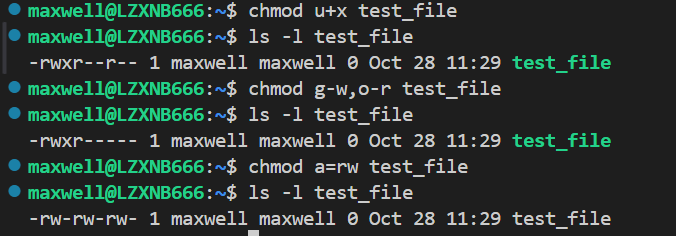 maxwell@LZXNB666:~$ chmod u+x test_file
maxwell@LZXNB666:~$ ls -l test_file
-rwxr--r-- 1 maxwell maxwell 0 Oct 28 11:29 test_file
maxwell@LZXNB666:~$ chmod g-w,o-r test_file
maxwell@LZXNB666:~$ ls -l test_file
-rwxr----- 1 maxwell maxwell 0 Oct 28 11:29 test_file
maxwell@LZXNB666:~$ chmod a=rw test_file
maxwell@LZXNB666:~$ ls -l test_file
-rw-rw-rw- 1 maxwell maxwell 0 Oct 28 11:29 test_file